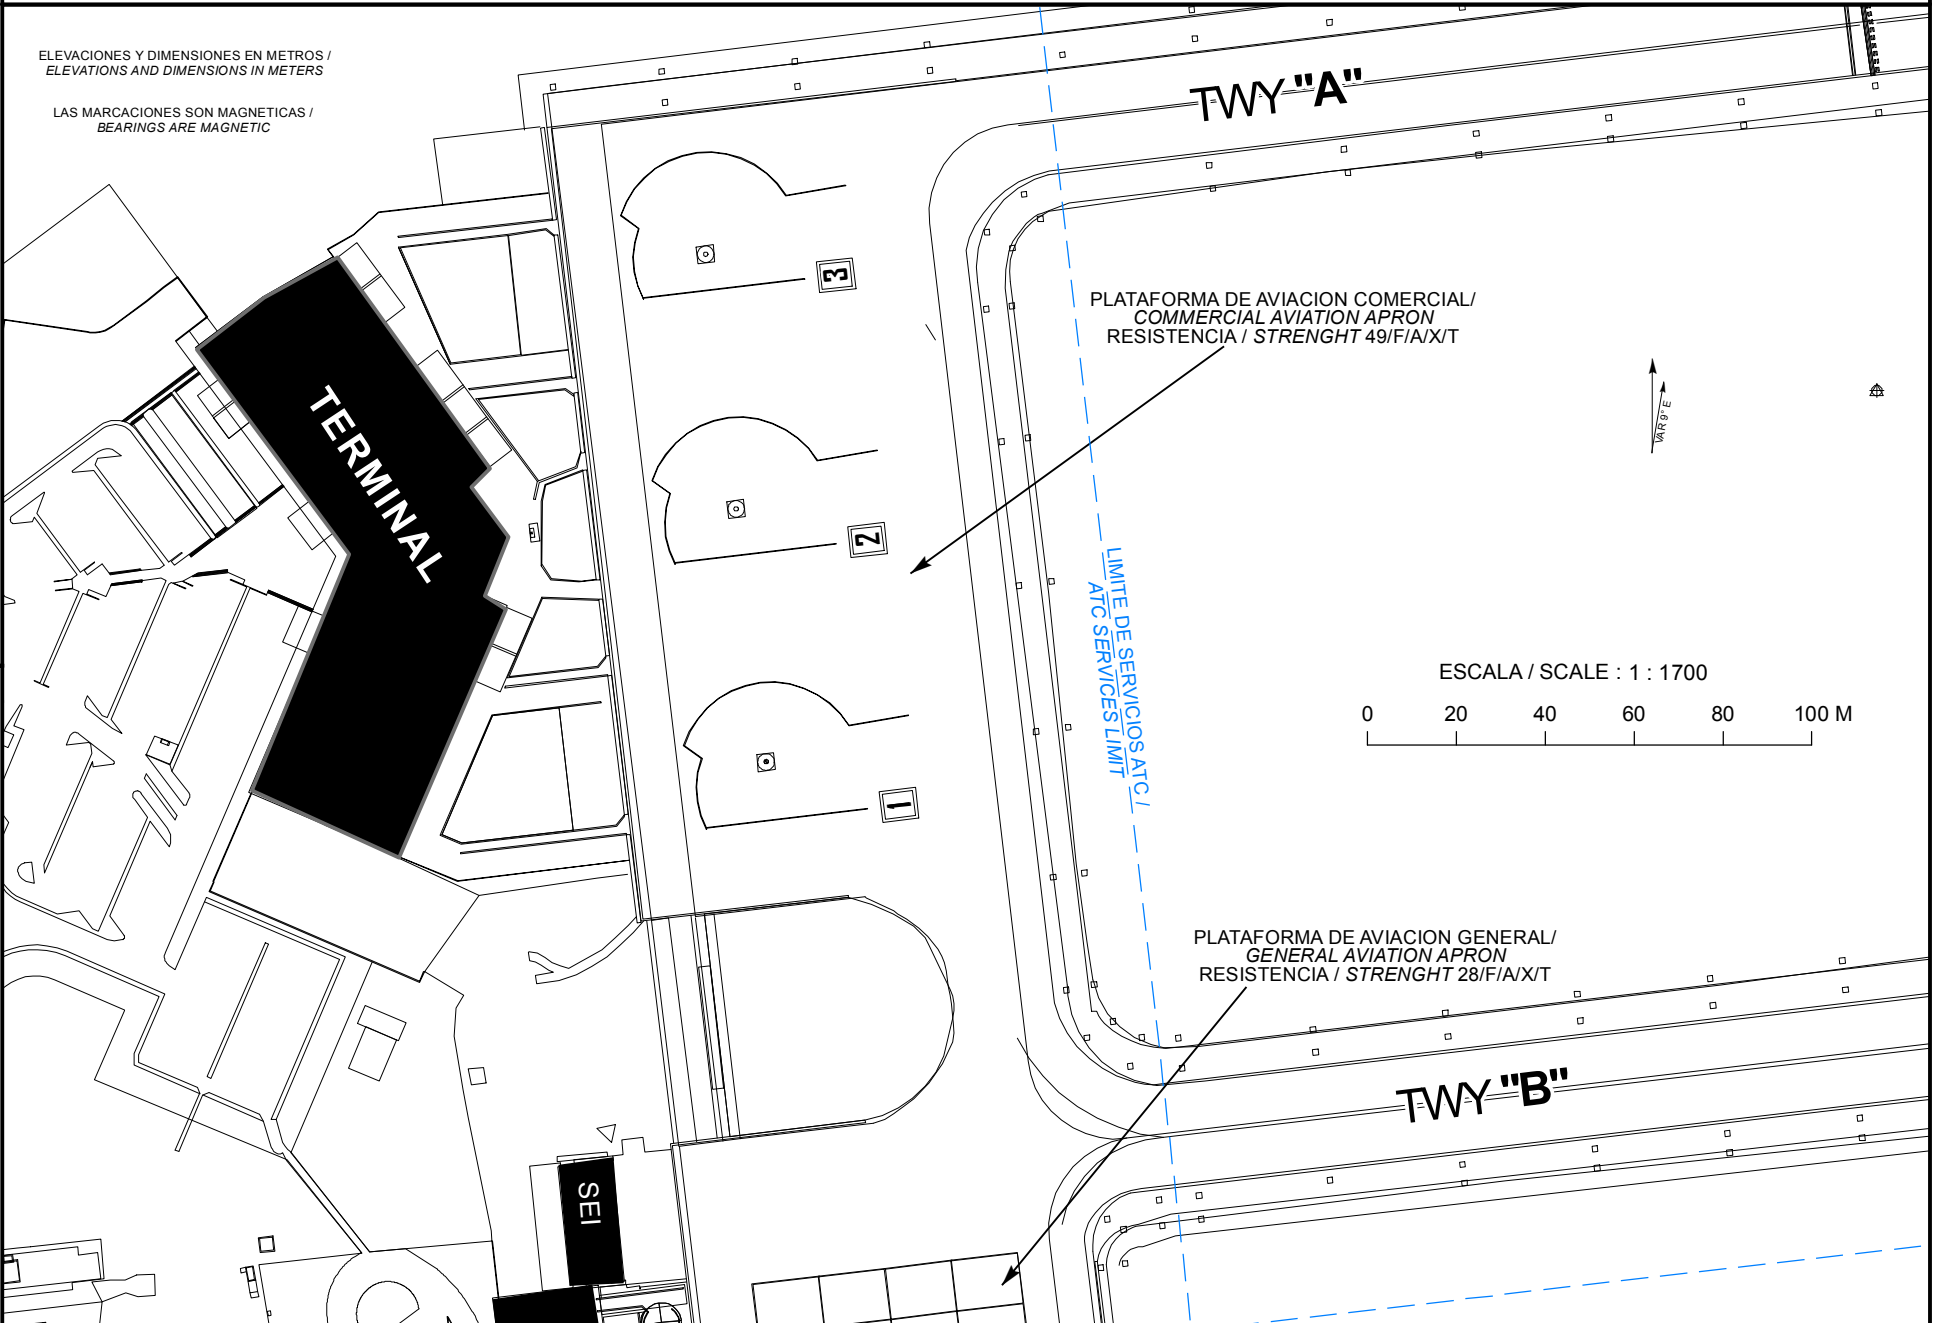 ELEVACIONES Y DIMENSIONES EN METROS /
ELEVATIONS AND DIMENSIONS IN METERS
LAS MARCACIONES SON MAGNETICAS /
BEARINGS ARE MAGNETIC
TWY "A"
3
PLATAFORMA DE AVIACION COMERCIAL/
COMMERCIAL AVIATION APRON
RESISTENCIA / STRENGHT 49/F/A/X/T
VAR 9° E
TERMINAL
2
LIMITE DE SERVICIOS ATC /
ATC SERVICES LIMIT
ESCALA / SCALE : 1 : 1700
0 20 40 60 80 100 M
1
PLATAFORMA DE AVIACION GENERAL/
GENERAL AVIATION APRON
RESISTENCIA / STRENGHT 28/F/A/X/T
TWY "B"
SEI